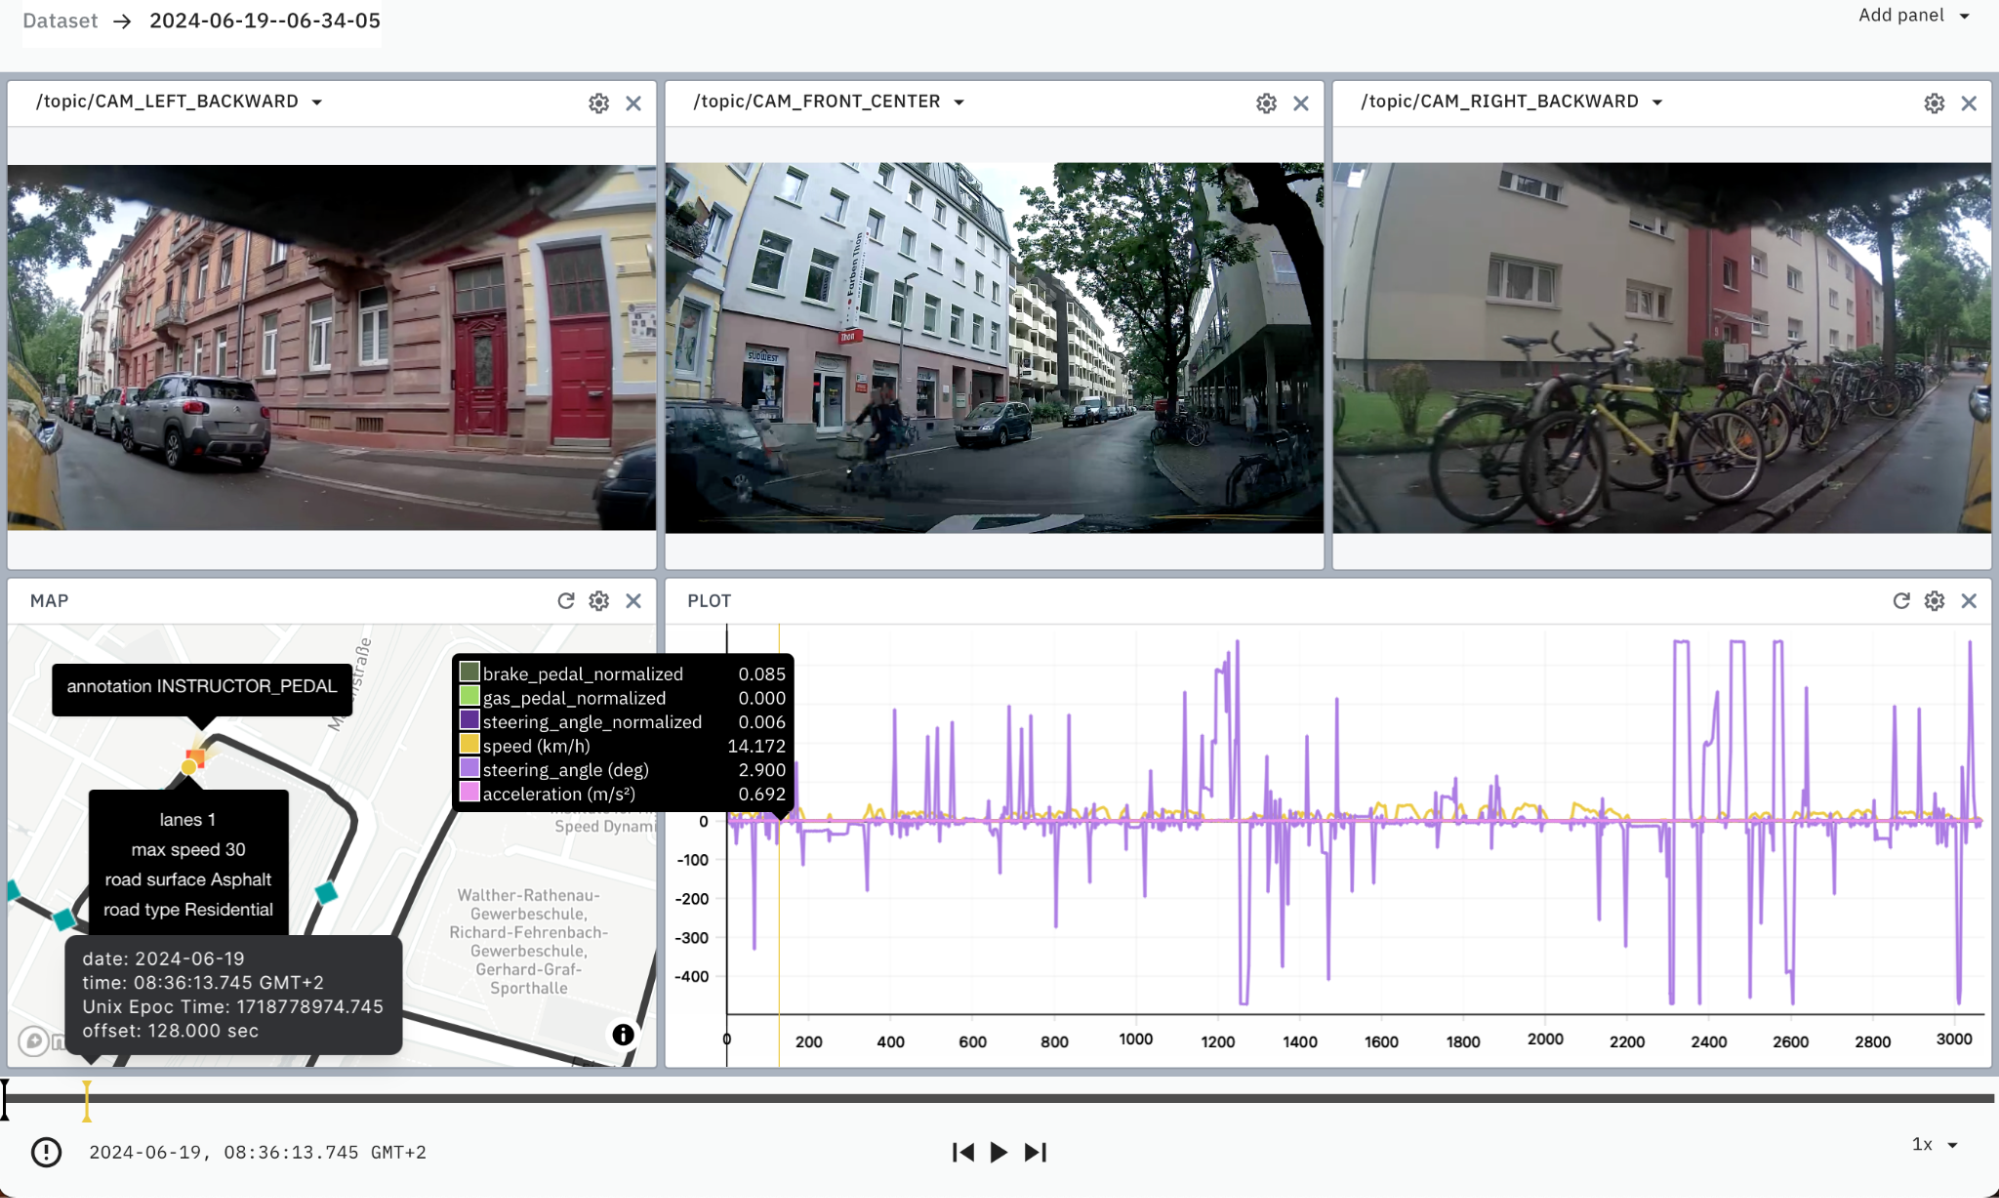 Dataset → 2024-06-19--06-34-05
Add panel
/topic/CAM_LEFT_BACKWARD
/topic/CAM_FRONT_CENTER
/topic/CAM_RIGHT_BACKWARD
Farben Thon
thon
SÜDWEST
MAP
PLOT
annotation INSTRUCTOR_PEDAL
lanes 1
max speed 30
road surface Asphalt
road type Residential
date: 2024-06-19
time: 08:36:13.745 GMT+2
Unix Epoc Time: 1718778974.745
offset: 128.000 sec
Speed Dynami
Walther-Rathenau-
Gewerbeschule,
Richard-Fehrenbach-
Gewerbeschule,
Gerhard-Graf-
Sporthalle
brake_pedal_normalized 0.085
gas_pedal_normalized 0.000
steering_angle_normalized 0.006
speed (km/h) 14.172
steering_angle (deg) 2.900
acceleration (m/s²) 0.692
0
-100
-200
-300
-400
0 200 400 600 800 1000 1200 1400 1600 1800 2000 2200 2400 2600 2800 3000
2024-06-19, 08:36:13.745 GMT+2
1x